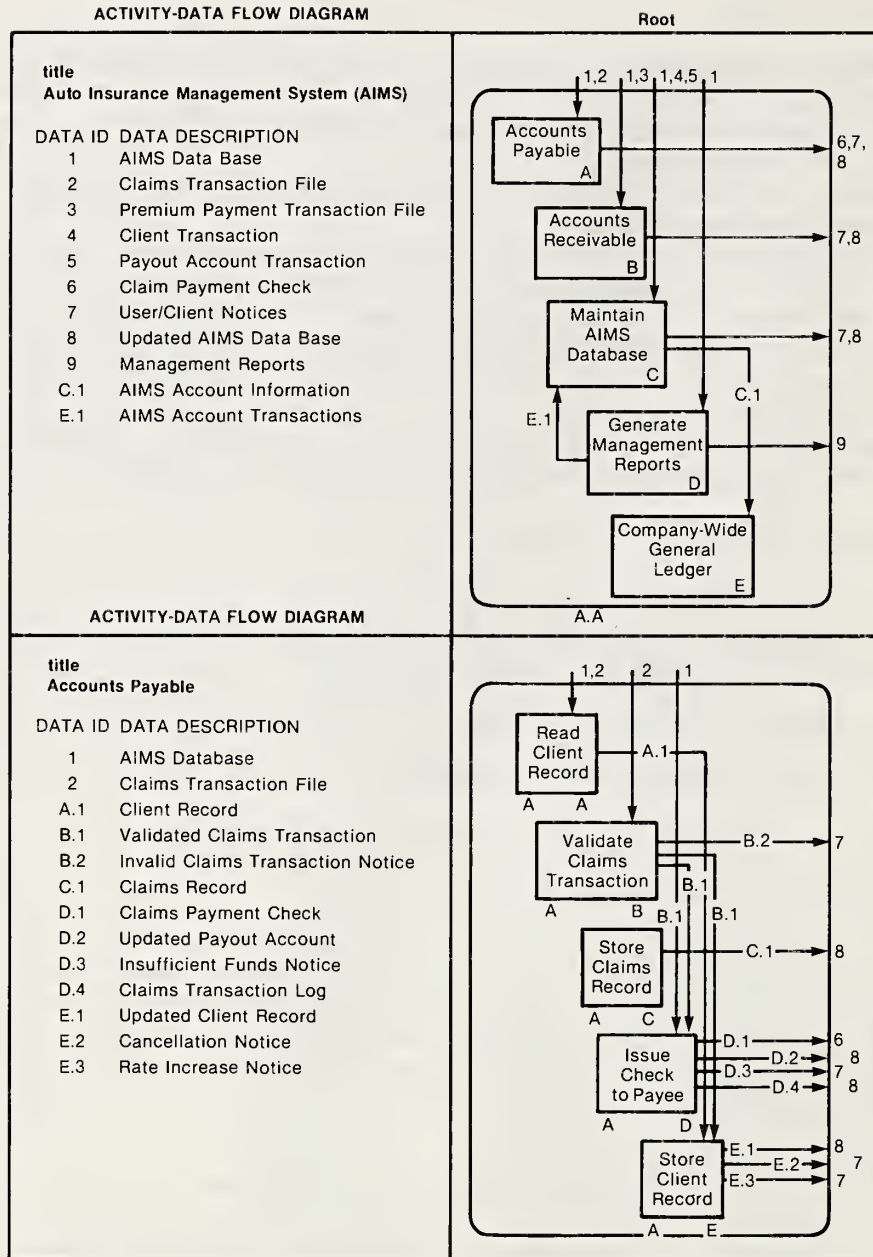 ACTIVITY-DATA FLOW DIAGRAM
Root
title
Auto Insurance Management System (AIMS)
DATA ID DATA DESCRIPTION
1 AIMS Data Base
2 Claims Transaction File
3 Premium Payment Transaction File
4 Client Transaction
5 Payout Account Transaction
6 Claim Payment Check
7 User/Client Notices
8 Updated AIMS Data Base
9 Management Reports
C.1 AIMS Account Information
E.1 AIMS Account Transactions
1,2 1,3 1,4,5 1
Accounts
Payable
A
6,7,
8
Accounts
Receivable
B
7,8
Maintain
AIMS
Database
C
7,8
C.1
E.1
Generate
Management
Reports
D
9
Company-Wide
General
Ledger
E
A.A
ACTIVITY-DATA FLOW DIAGRAM
title
Accounts Payable
DATA ID DATA DESCRIPTION
1 AIMS Database
2 Claims Transaction File
A.1 Client Record
B.1 Validated Claims Transaction
B.2 Invalid Claims Transaction Notice
C.1 Claims Record
D.1 Claims Payment Check
D.2 Updated Payout Account
D.3 Insufficient Funds Notice
D.4 Claims Transaction Log
E.1 Updated Client Record
E.2 Cancellation Notice
E.3 Rate Increase Notice
1,2 2 1
Read
Client
Record
A A
A.1
Validate
Claims
Transaction
A B
B.2 7
B.1
B.1 B.1
Store
Claims
Record
A C
C.1 8
Issue
Check
to Payee
A D
D.1 6
D.2 8
D.3 7
D.4 8
Store
Client
Record
A E
E.1 8
E.2 7
E.3 7